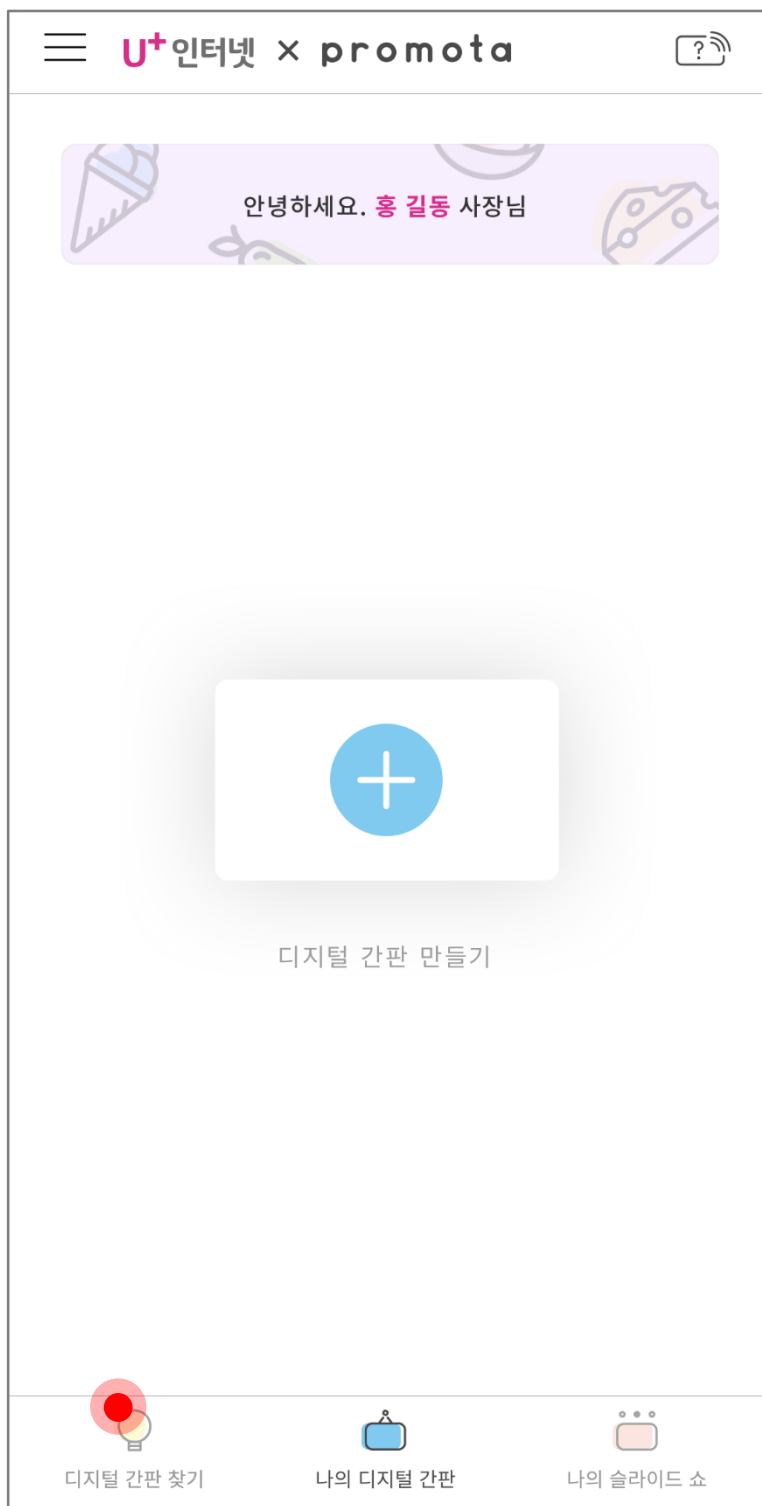 U+인터넷 × promota
?
안녕하세요. 홍 길동 사장님
디지털 간판 만들기
디지털 간판 찾기
나의 디지털 간판
나의 슬라이드 쇼